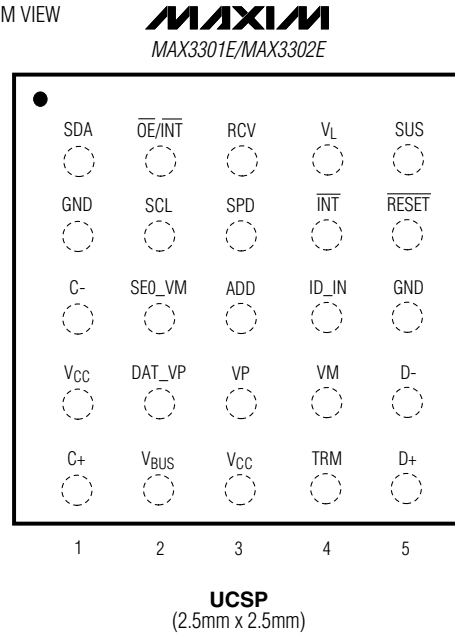 M VIEW
MAXIM
MAX3301E/MAX3302E
SDA OE/INT RCV VL SUS
GND SCL SPD INT RESET
C- SE0_VM ADD ID_IN GND
VCC DAT_VP VP VM D-
C+ VBUS VCC TRM D+
1 2 3 4 5
UCSP
(2.5mm x 2.5mm)